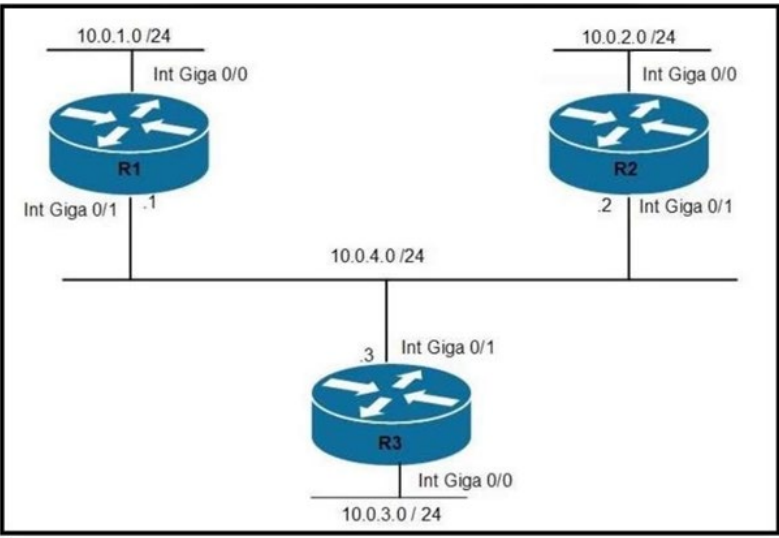 10.0.1.0 /24
10.0.2.0 /24
Int Giga 0/0
Int Giga 0/0
R1
R2
Int Giga 0/1
.1
.2
Int Giga 0/1
10.0.4.0 /24
.3
Int Giga 0/1
R3
Int Giga 0/0
10.0.3.0 / 24